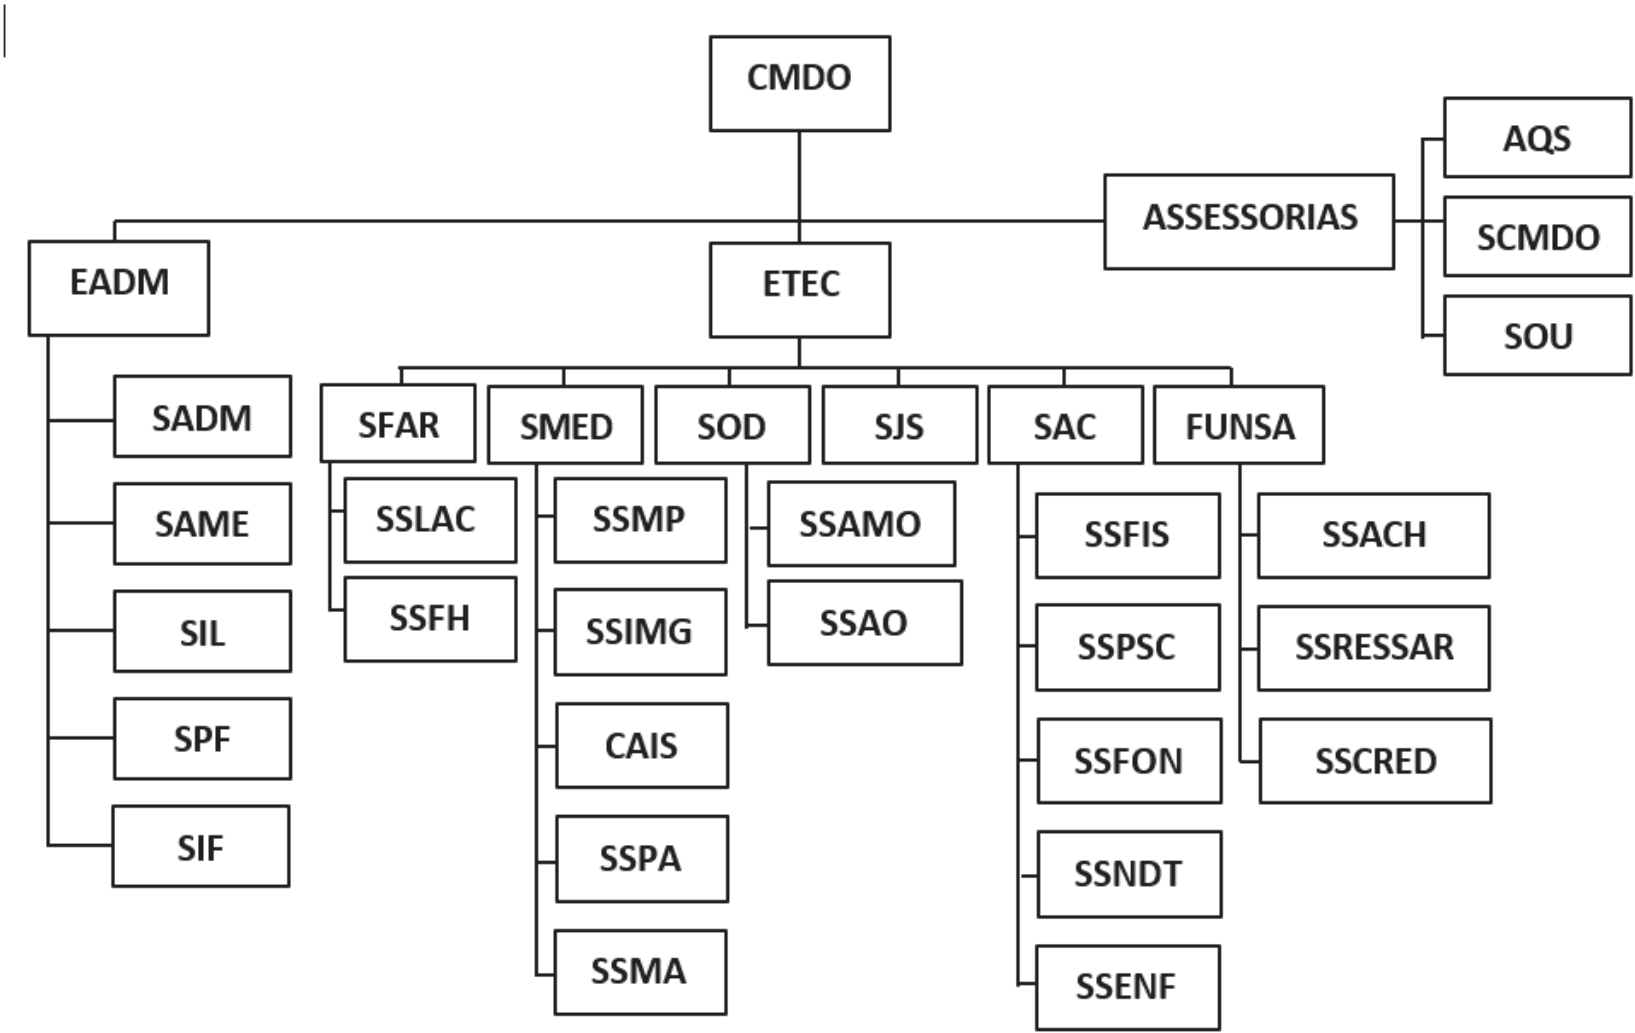 CMDO
AQS
ASSESSORIAS
SCMDO
SOU
EADM
ETEC
SADM
SAME
SIL
SPF
SIF
SFAR
SMED
SOD
SJS
SAC
FUNSA
SSLAC
SSFH
SSMP
SSIMG
CAIS
SSPA
SSMA
SSAMO
SSAO
SSFIS
SSPSC
SSFON
SSNDT
SSENF
SSACH
SSRESSAR
SSCRED